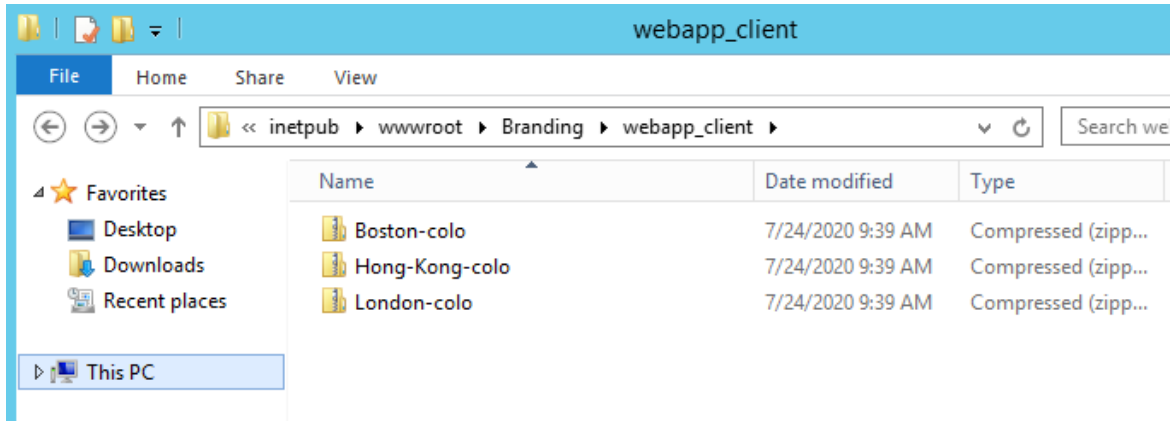 webapp_client
File Home Share View
« inetpub wwwroot Branding webapp_client Search we
Favorites
Desktop
Downloads
Recent places
This PC
Name Date modified Type
Boston-colo 7/24/2020 9:39 AM Compressed (zipp...
Hong-Kong-colo 7/24/2020 9:39 AM Compressed (zipp...
London-colo 7/24/2020 9:39 AM Compressed (zipp...